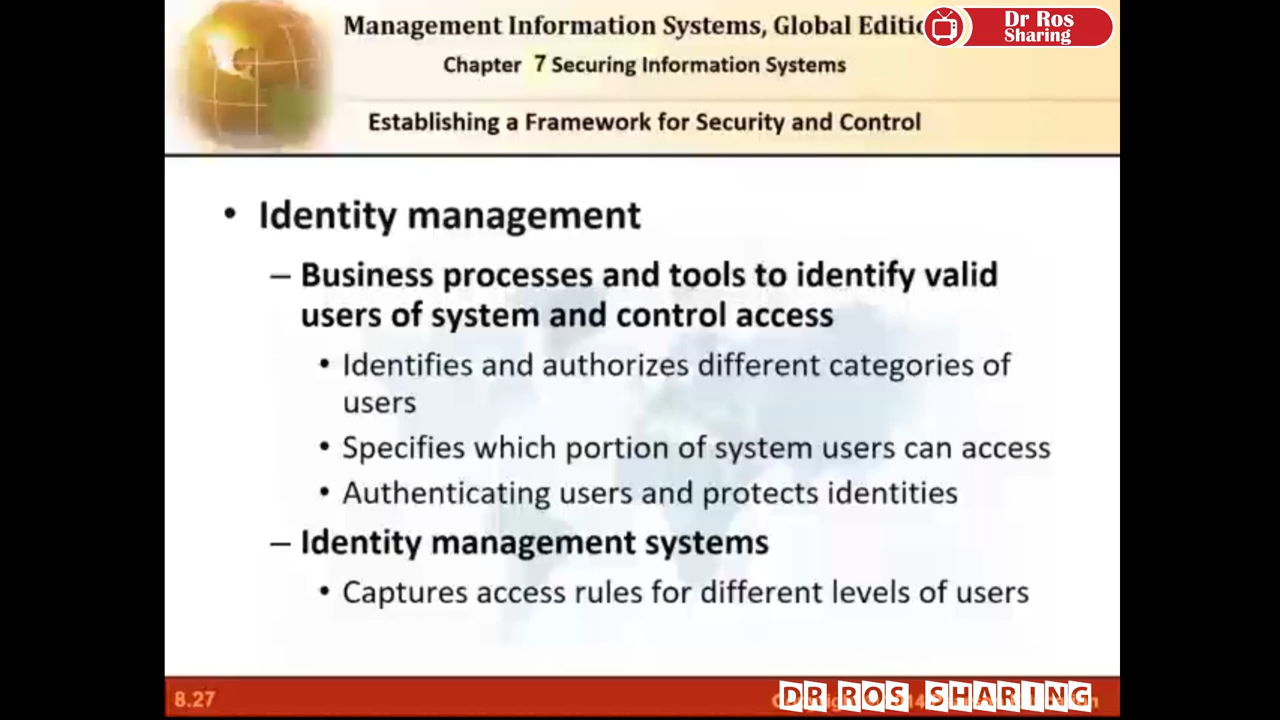 Management Information Systems, Global
Dr Ros
Sharing
Chapter 7 Securing Information Systems
Establishing a Framework for Security and Control
• Identity management
– Business processes and tools to identify valid
users of system and control access
• Identifies and authorizes different categories of
users
• Specifies which portion of system users can access
• Authenticating users and protects identities
– Identity management systems
• Captures access rules for different levels of users
8.27
DR ROS SHARING